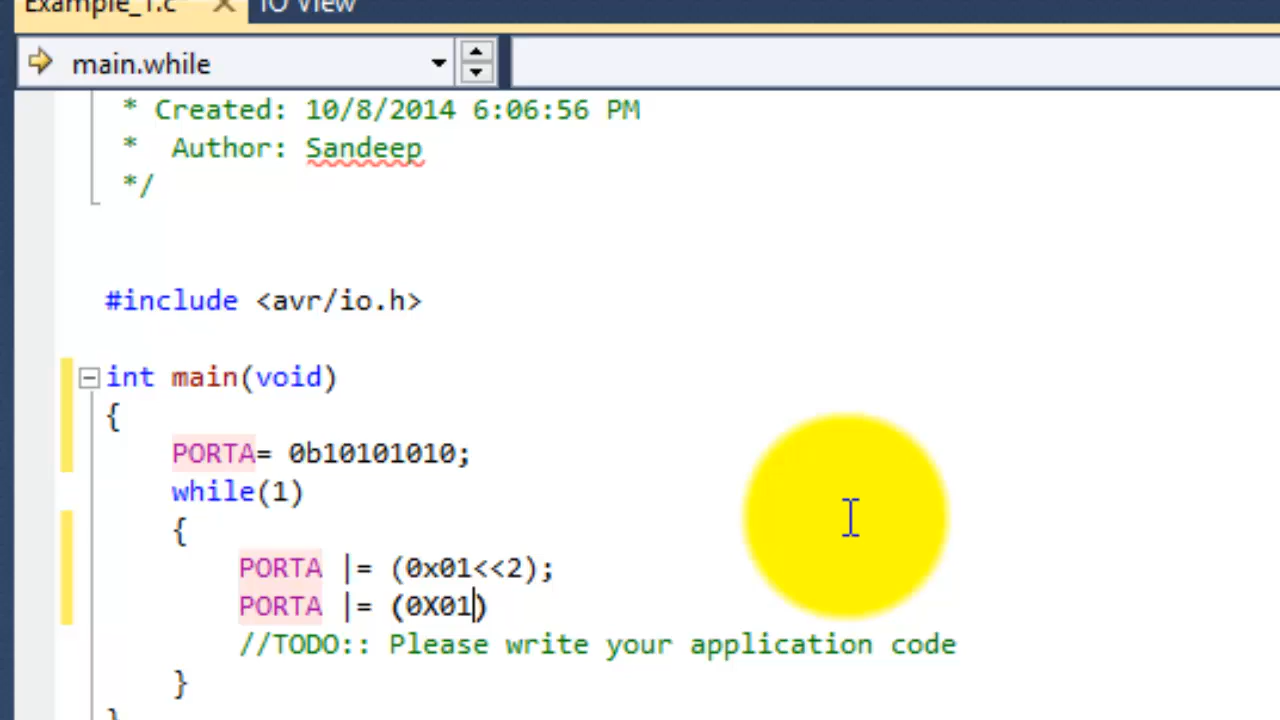 Example_1.c IO View
main.while
* Created: 10/8/2014 6:06:56 PM
* Author: Sandeep
*/
#include <avr/io.h>
int main(void)
{
PORTA= 0b10101010;
while(1)
{
PORTA |= (0x01<<2);
PORTA |= (0X01)
//TODO:: Please write your application code
}
}